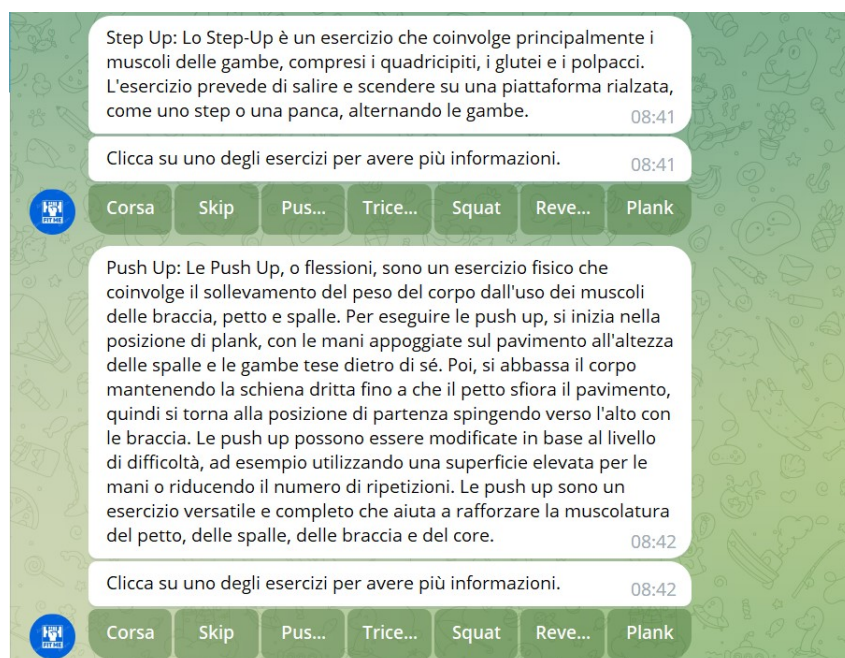 Step Up: Lo Step-Up è un esercizio che coinvolge principalmente i
muscoli delle gambe, compresi i quadricipiti, i glutei e i polpacci.
L'esercizio prevede di salire e scendere su una piattaforma rialzata,
come uno step o una panca, alternando le gambe.
08:41
Clicca su uno degli esercizi per avere più informazioni.
08:41
Corsa Skip Pus... Trice... Squat Reve... Plank
FIT ME
Push Up: Le Push Up, o flessioni, sono un esercizio fisico che
coinvolge il sollevamento del peso del corpo dall'uso dei muscoli
delle braccia, petto e spalle. Per eseguire le push up, si inizia nella
posizione di plank, con le mani appoggiate sul pavimento all'altezza
delle spalle e le gambe tese dietro di sé. Poi, si abbassa il corpo
mantenendo la schiena dritta fino a che il petto sfiora il pavimento,
quindi si torna alla posizione di partenza spingendo verso l'alto con
le braccia. Le push up possono essere modificate in base al livello
di difficoltà, ad esempio utilizzando una superficie elevata per le
mani o riducendo il numero di ripetizioni. Le push up sono un
esercizio versatile e completo che aiuta a rafforzare la muscolatura
del petto, delle spalle, delle braccia e del core.
08:42
Clicca su uno degli esercizi per avere più informazioni.
08:42
Corsa Skip Pus... Trice... Squat Reve... Plank
FIT ME